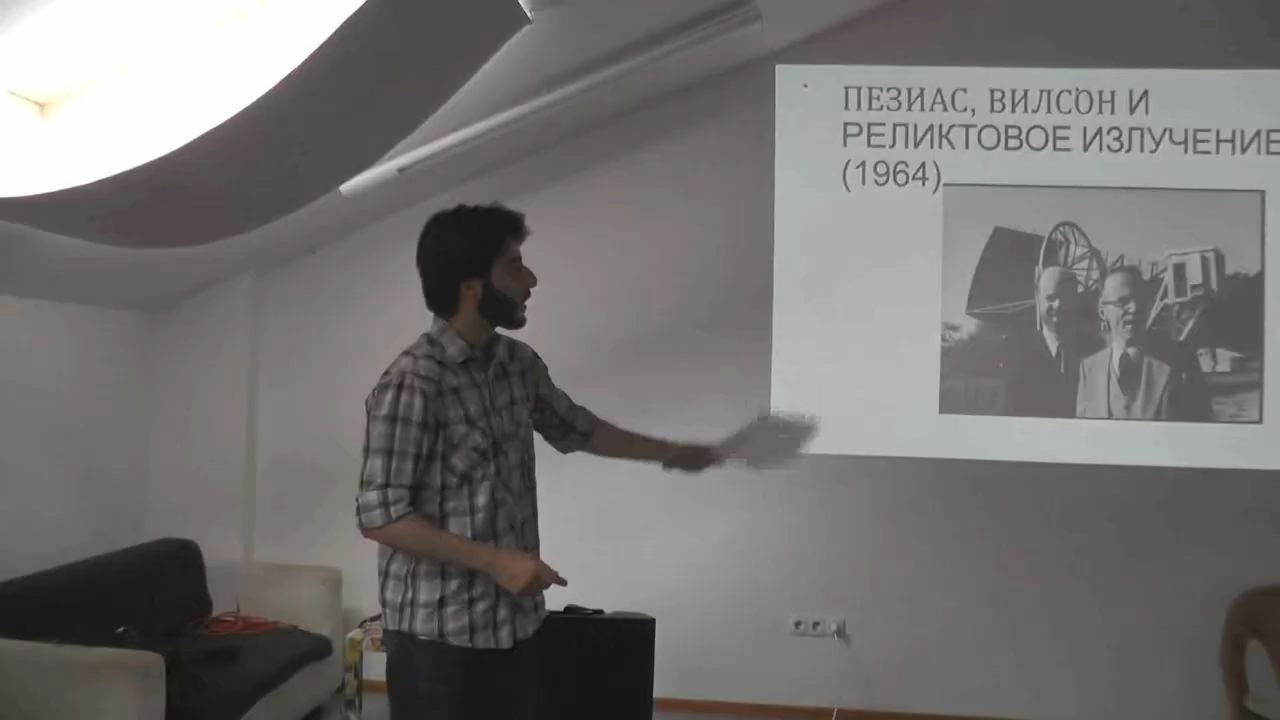 ПЕЗИАС, ВИЛСОН И
РЕЛИКТОВОЕ ИЗЛУЧЕНИЕ
(1964)